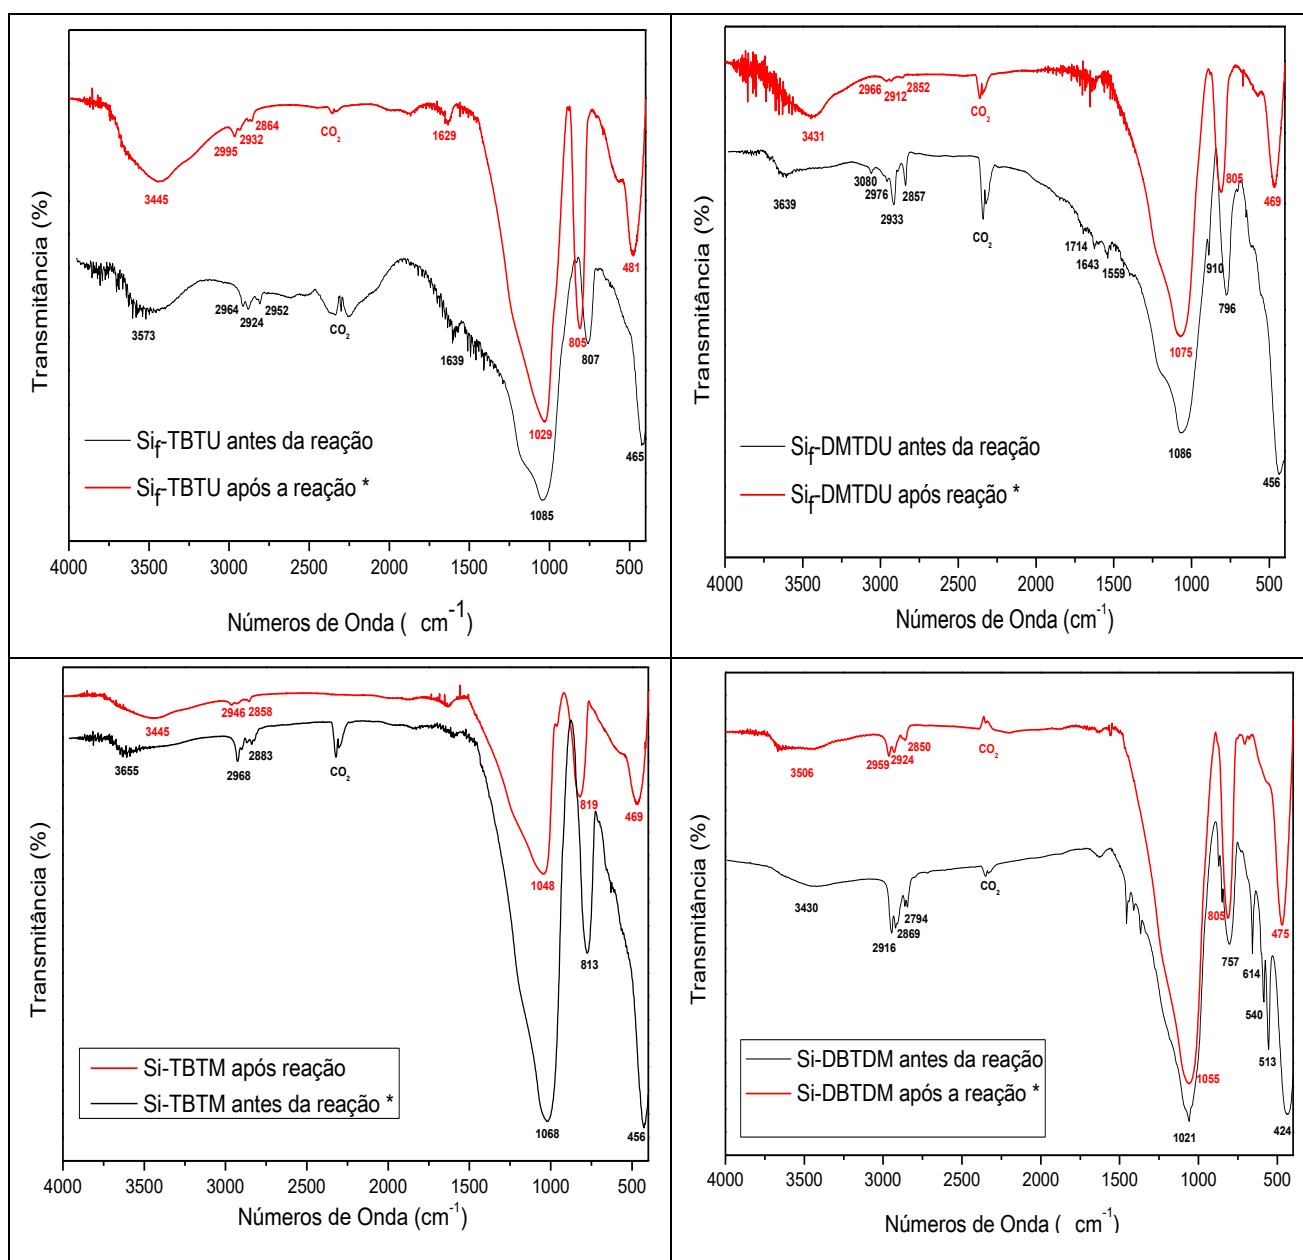 2995
2932
2864
CO2
1629
3445
3573
2964
2924
2952
CO2
1639
805
807
481
465
1029
1085
Transmitância (%)
Sif-TBTU antes da reação
Sif-TBTU após a reação *
4000 3500 3000 2500 2000 1500 1000 500
Números de Onda ( cm-1)
2966
2912
2852
CO2
3431
3639
3080
2976
2933
2857
CO2
1714
1643
1559
910
805
796
469
456
1075
1086
Transmitância (%)
Sif-DMTDU antes da reação
Sif-DMTDU após reação *
4000 3500 3000 2500 2000 1500 1000 500
Números de Onda (cm-1)
3445
2946
2858
3655
2968
2883
CO2
819
469
1048
813
1068
456
Transmitância (%)
Si-TBTM após reação
Si-TBTM antes da reação *
4000 3500 3000 2500 2000 1500 1000 500
Números de Onda (cm-1)
3506
2959
2924
2850
CO2
3430
2916
2869
2794
CO2
805
757
614
540
513
475
424
1055
1021
Transmitância (%)
Si-DBTDM antes da reação
Si-DBTDM após a reação *
4000 3500 3000 2500 2000 1500 1000 500
Números de Onda ( cm-1)